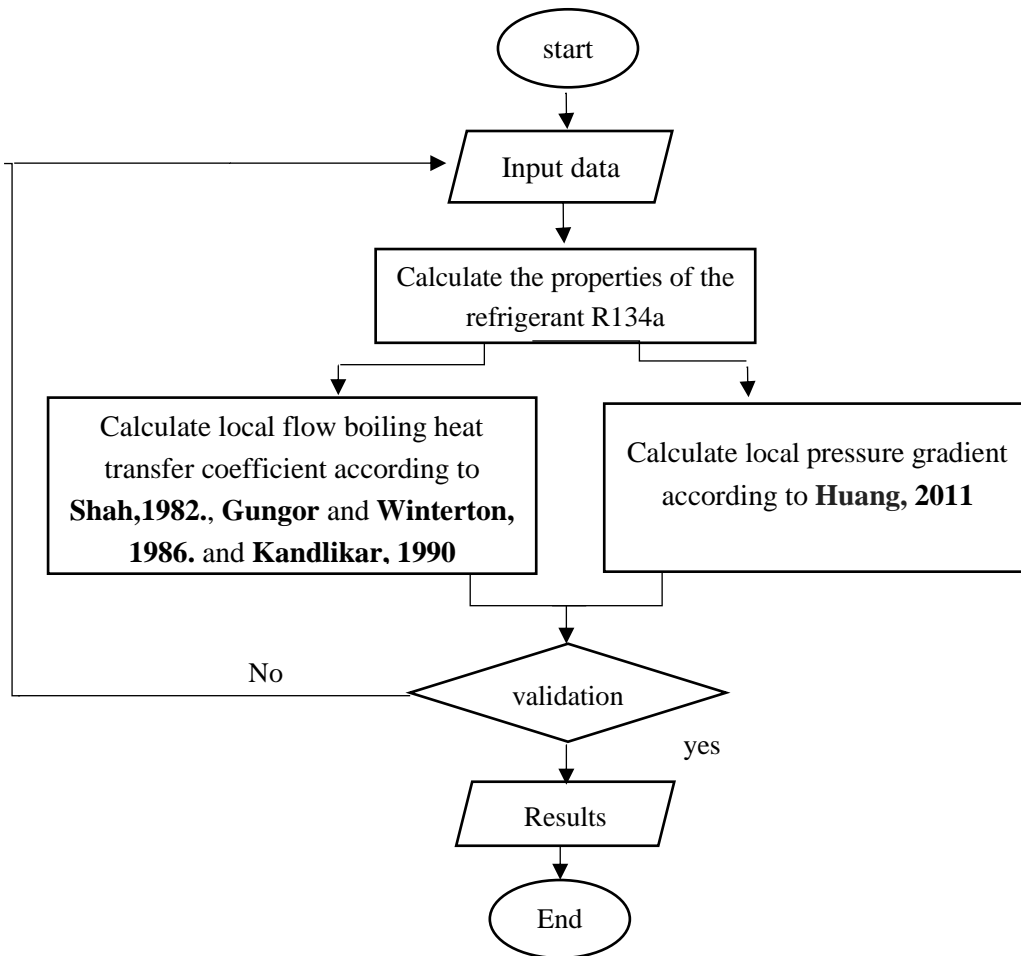 start
Input data
Calculate the properties of the
refrigerant R134a
Calculate local flow boiling heat
transfer coefficient according to
Shah,1982., Gungor and Winterton,
1986. and Kandlikar, 1990
Calculate local pressure gradient
according to Huang, 2011
No
validation
yes
Results
End